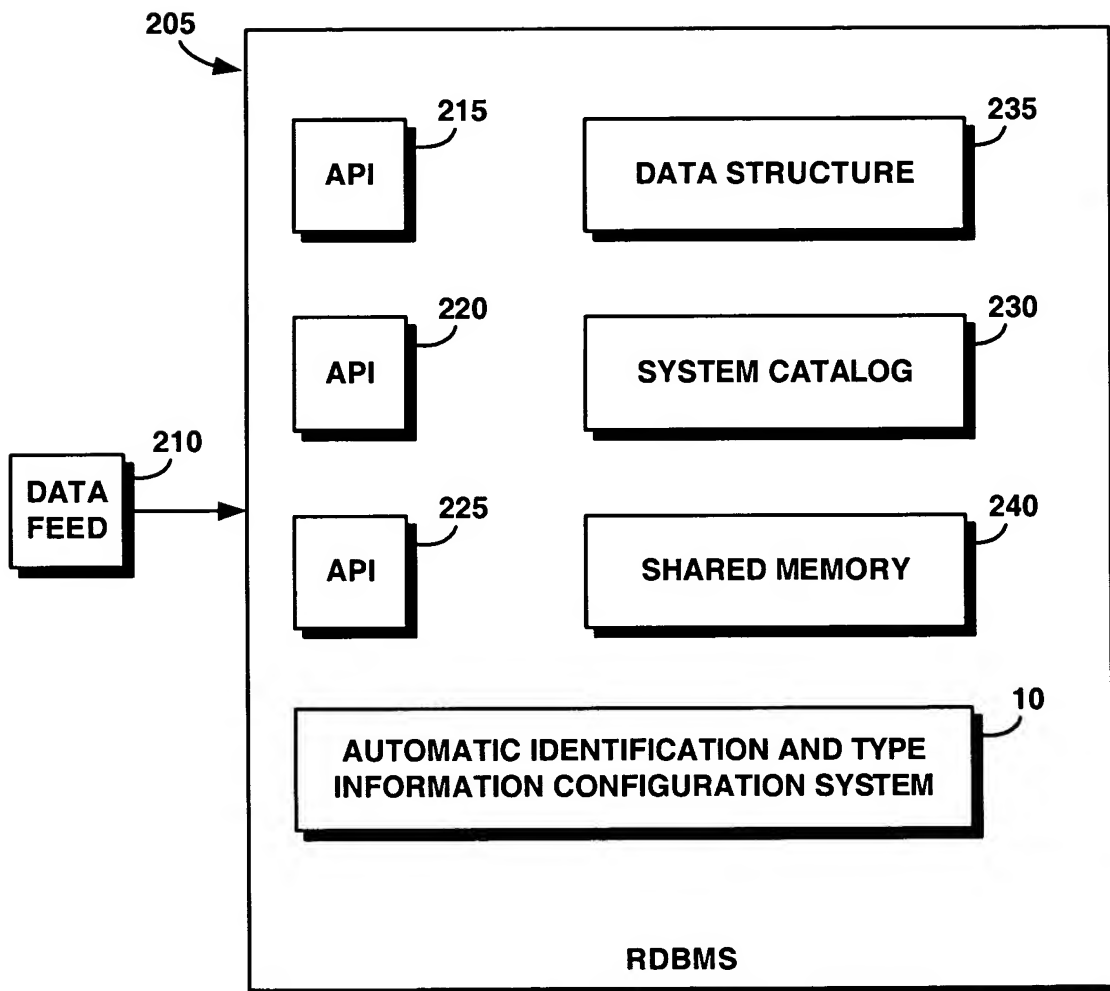 205
215
235
API
DATA STRUCTURE
220
230
API
SYSTEM CATALOG
210
DATA
FEED
225
240
API
SHARED MEMORY
10
AUTOMATIC IDENTIFICATION AND TYPE
INFORMATION CONFIGURATION SYSTEM
RDBMS